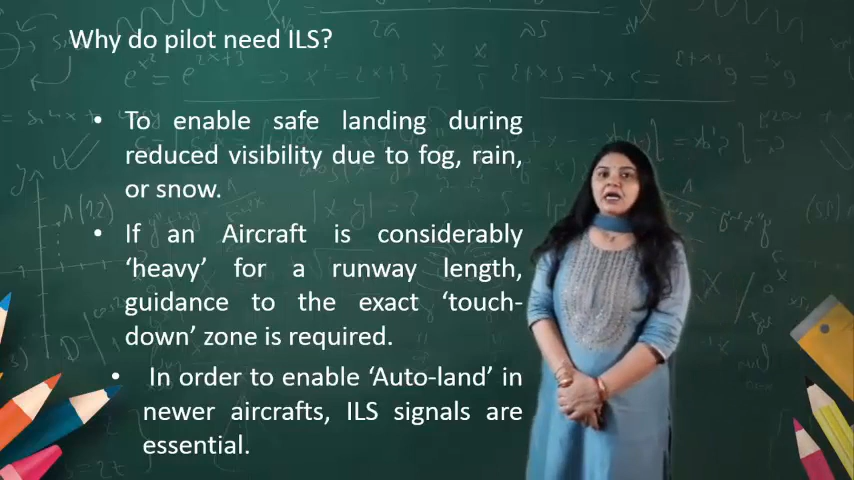 Why do pilot need ILS?
• To enable safe landing during
reduced visibility due to fog, rain,
or snow.
• If an Aircraft is considerably
‘heavy’ for a runway length,
guidance to the exact ‘touch-
down’ zone is required.
• In order to enable ‘Auto-land’ in
newer aircrafts, ILS signals are
essential.